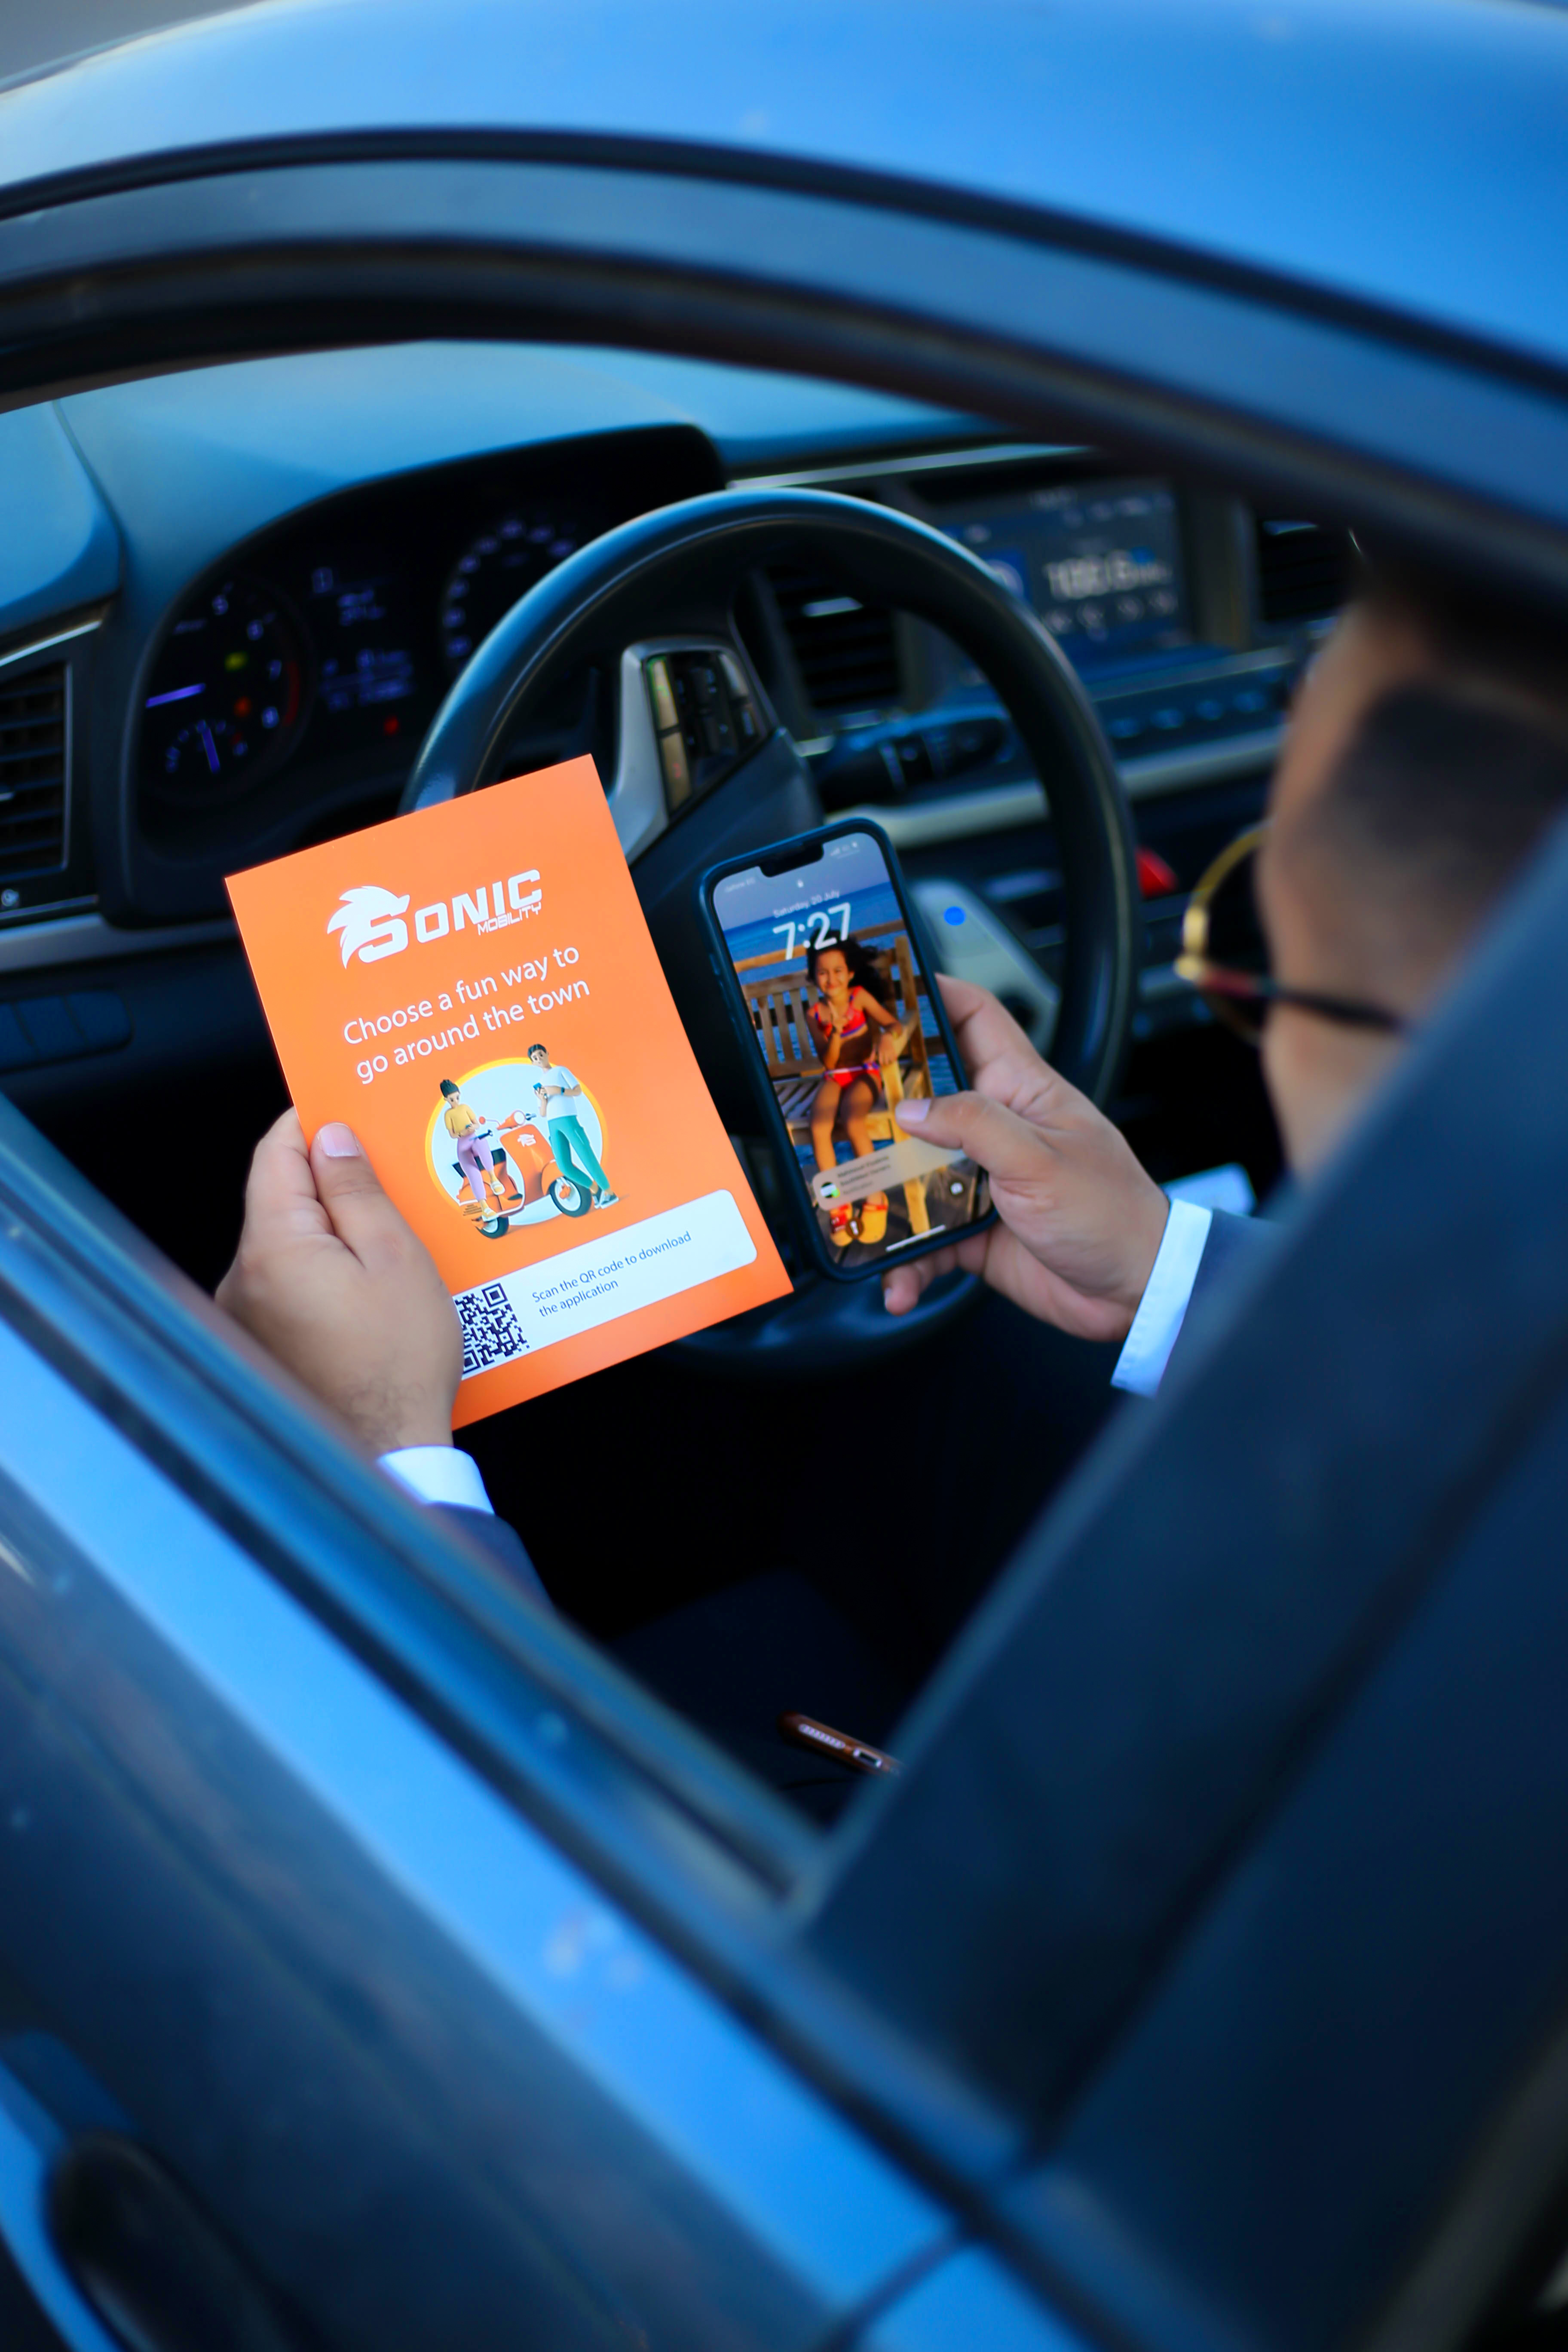 SONIC
MOBILITY
Choose a fun way to
go around the town
Scan the QR code to download
the application
Saturday 20 July
7:27